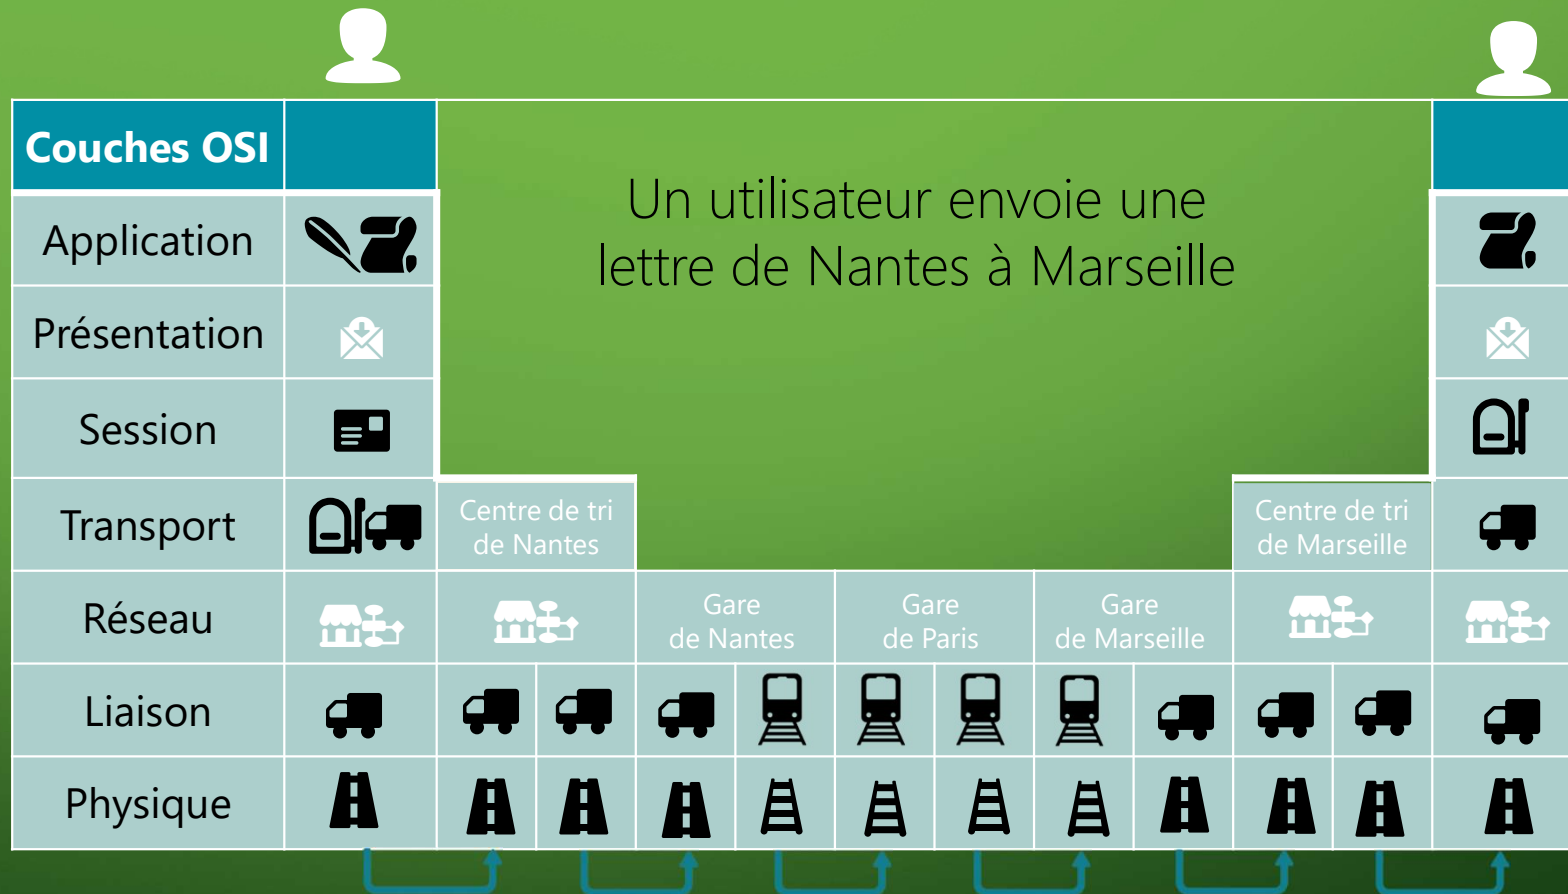 Couches OSI
Un utilisateur envoie une
lettre de Nantes à Marseille
Application
Présentation
Session
Transport
Centre de tri
de Nantes
Centre de tri
de Marseille
Réseau
Gare
de Nantes
Gare
de Paris
Gare
de Marseille
Liaison
Physique